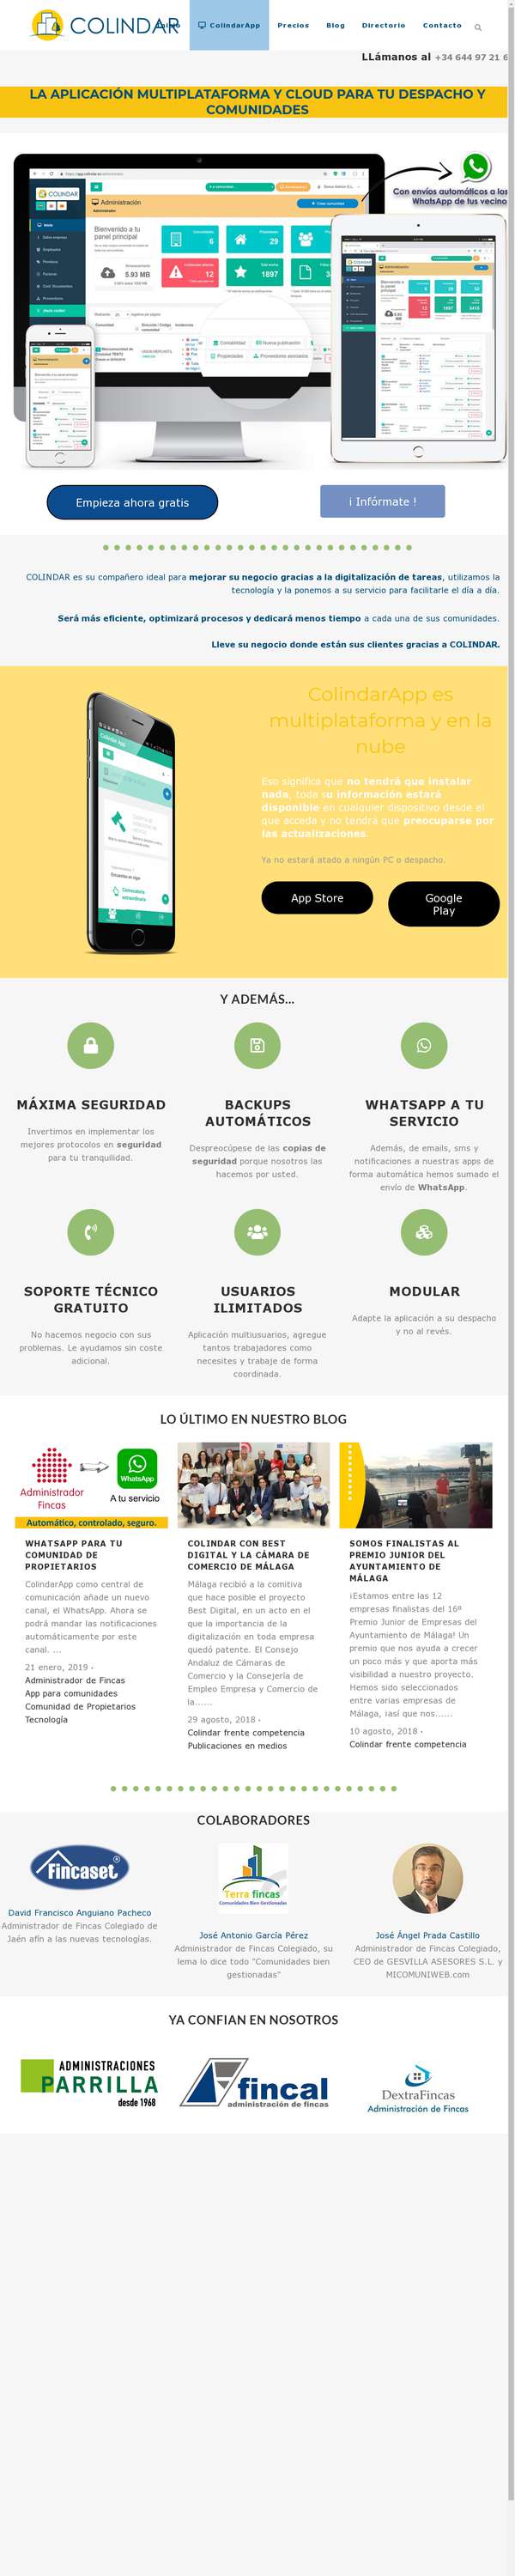 COLINDAR
Inicio
ColindarApp
Precios
Blog
Directorio
Contacto
LLámanos al +34 644 97 21 6
LA APLICACIÓN MULTIPLATAFORMA Y CLOUD PARA TU DESPACHO Y
COMUNIDADES
Con envíos automáticos a los
WhatsApp de tus vecino
COLINDAR
Administración
Bienvenido a tu
panel principal
5.93 MB
6
29
12
1897
Contabilidad
Nueva publicación
Propiedades
Proveedores asociados
Empieza ahora gratis
¡ Infórmate !
COLINDAR es su compañero ideal para mejorar su negocio gracias a la digitalización de tareas, utilizamos la
tecnología y la ponemos a su servicio para facilitarle el día a día.
Será más eficiente, optimizará procesos y dedicará menos tiempo a cada una de sus comunidades.
Lleve su negocio donde están sus clientes gracias a COLINDAR.
ColindarApp es
multiplataforma y en la
nube
Eso significa que no tendrá que instalar
nada, toda su información estará
disponible en cualquier dispositivo desde el
que acceda y no tendrá que preocuparse por
las actualizaciones.
Ya no estará atado a ningún PC o despacho.
App Store
Google
Play
Y ADEMÁS...
MÁXIMA SEGURIDAD
Invertimos en implementar los
mejores protocolos en seguridad
para tu tranquilidad.
BACKUPS
AUTOMÁTICOS
Despreocúpese de las copias de
seguridad porque nosotros las
hacemos por usted.
WHATSAPP A TU
SERVICIO
Además, de emails, sms y
notificaciones a nuestras apps de
forma automática hemos sumado el
envío de WhatsApp.
SOPORTE TÉCNICO
GRATUITO
No hacemos negocio con sus
problemas. Le ayudamos sin coste
adicional.
USUARIOS
ILIMITADOS
Aplicación multiusuarios, agregue
tantos trabajadores como
necesites y trabaje de forma
coordinada.
MODULAR
Adapte la aplicación a su despacho
y no al revés.
LO ÚLTIMO EN NUESTRO BLOG
Administrador
Fincas
WhatsApp
A tu servicio
Automático, controlado, seguro.
WHATSAPP PARA TU
COMUNIDAD DE
PROPIETARIOS
ColindarApp como central de
comunicación añade un nuevo
canal, el WhatsApp. Ahora se
podrá mandar las notificaciones
automáticamente por este
canal. ...
21 enero, 2019 -
Administrador de Fincas
App para comunidades
Comunidad de Propietarios
Tecnología
COLINDAR CON BEST
DIGITAL Y LA CÁMARA DE
COMERCIO DE MÁLAGA
Málaga recibió a la comitiva
que hace posible el proyecto
Best Digital, en un acto en el
que la importancia de la
digitalización en toda empresa
quedó patente. El Consejo
Andaluz de Cámaras de
Comercio y la Consejería de
Empleo Empresa y Comercio de
la......
29 agosto, 2018 -
Colindar frente competencia
Publicaciones en medios
SOMOS FINALISTAS AL
PREMIO JUNIOR DEL
AYUNTAMIENTO DE
MÁLAGA
¡Estamos entre las 12
empresas finalistas del 16º
Premio Junior de Empresas del
Ayuntamiento de Málaga! Un
premio que nos ayuda a crecer
un poco más y que aporta más
visibilidad a nuestro proyecto.
Hemos sido seleccionados
entre varias empresas de
Málaga, ¡así que nos......
10 agosto, 2018 -
Colindar frente competencia
COLABORADORES
Fincaset
David Francisco Anguiano Pacheco
Administrador de Fincas Colegiado de
Jaén afín a las nuevas tecnologías.
Terra fincas
Comunidades Bien Gestionadas
José Antonio García Pérez
Administrador de Fincas Colegiado, su
lema lo dice todo "Comunidades bien
gestionadas"
José Ángel Prada Castillo
Administrador de Fincas Colegiado,
CEO de GESVILLA ASESORES S.L. y
MICOMUNIWEB.com
YA CONFIAN EN NOSOTROS
ADMINISTRACIONES
PARRILLA
desde 1968
fincal
administración de fincas
DextraFincas
Administración de Fincas